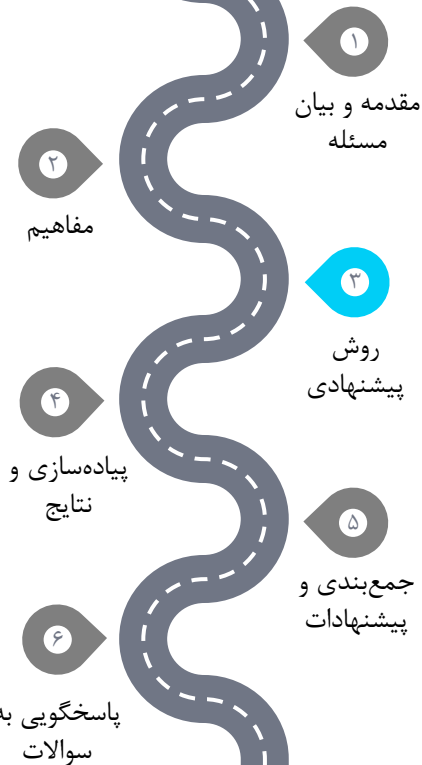 ۱
مقدمه و بیان
مسئله
۲
مفاهیم
۳
روش
پیشنهادی
۴
پیاده‌سازی و
نتایج
۵
جمع‌بندی و
پیشنهادات
۶
پاسخگویی به
سوالات